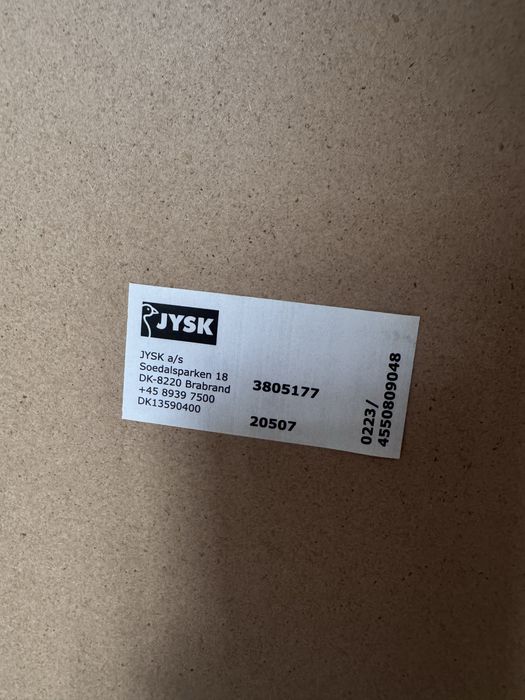 JYSK
JYSK a/s
Soedalsparken 18
DK-8220 Brabrand
+45 8939 7500
DK13590400
3805177
20507
0223/
4550809048